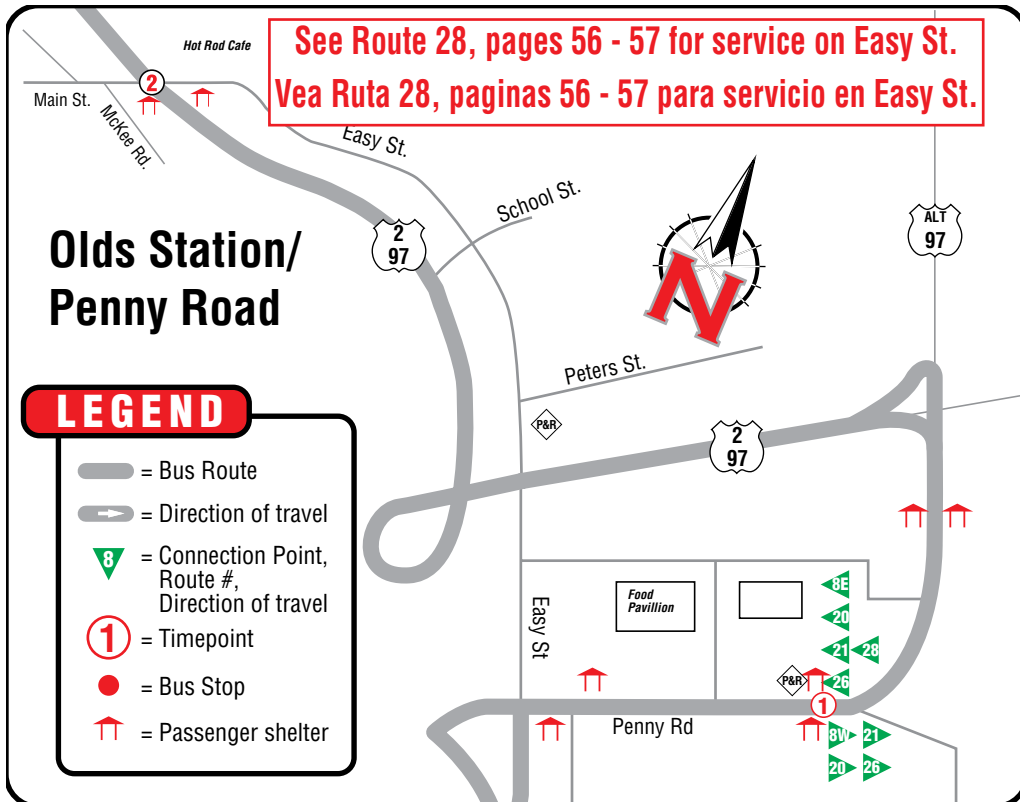 See Route 28, pages 56 - 57 for service on Easy St.
Vea Ruta 28, paginas 56 - 57 para servicio en Easy St.
Hot Rod Cafe
2
Main St.
McKee Rd.
Easy St.
School St.
2
97
ALT
97
Olds Station/
Penny Road
N
Peters St.
P&R
2
97
LEGEND
= Bus Route
= Direction of travel
8
= Connection Point,
Route #,
Direction of travel
1
= Timepoint
= Bus Stop
= Passenger shelter
Easy St
Food
Pavillion
8E
20
21
28
26
P&R
1
Penny Rd
8W
21
20
26